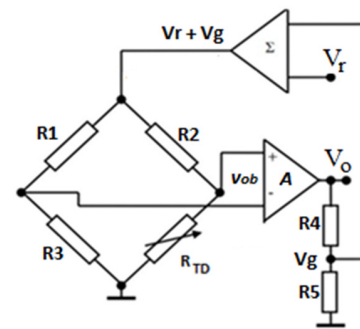 Vr + Vg
Σ
Vr
R1
R2
+
vob
A
Vo
-
R4
R3
RTD
Vg
R5